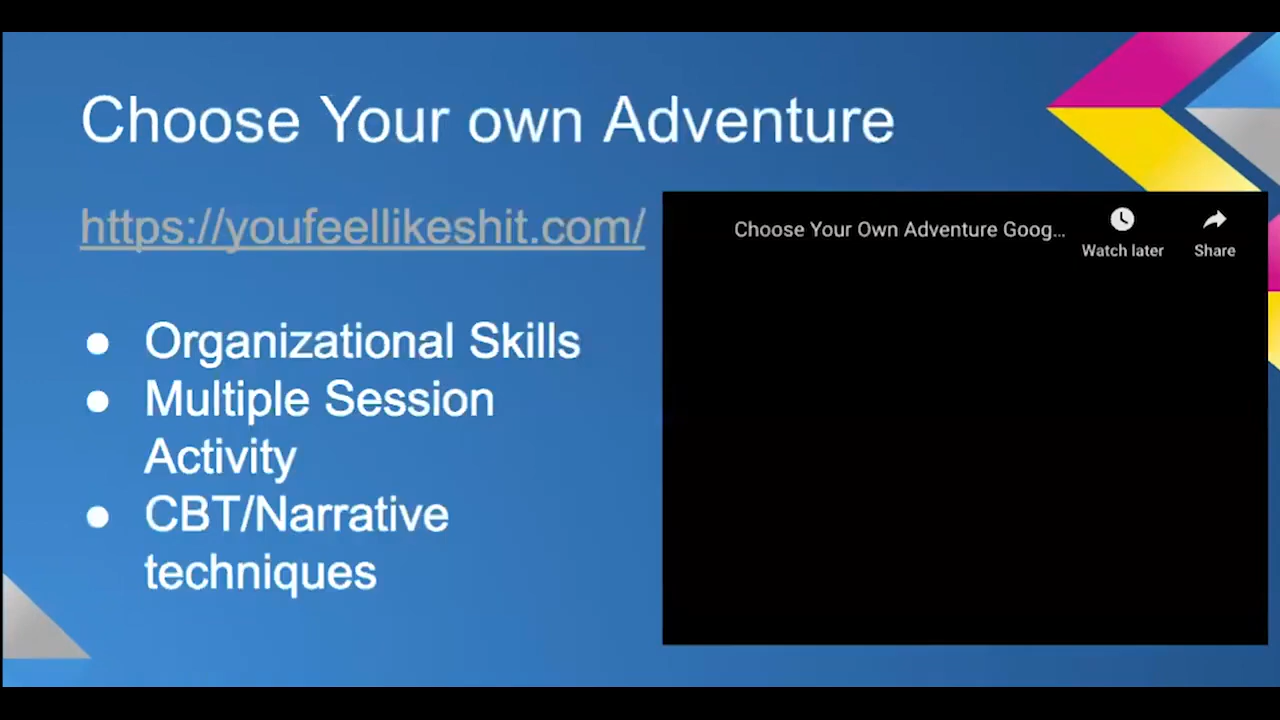 Choose Your own Adventure
https://youfeellikeshit.com/
● Organizational Skills
● Multiple Session
Activity
● CBT/Narrative
techniques
Choose Your Own Adventure Goog...
Watch later
Share